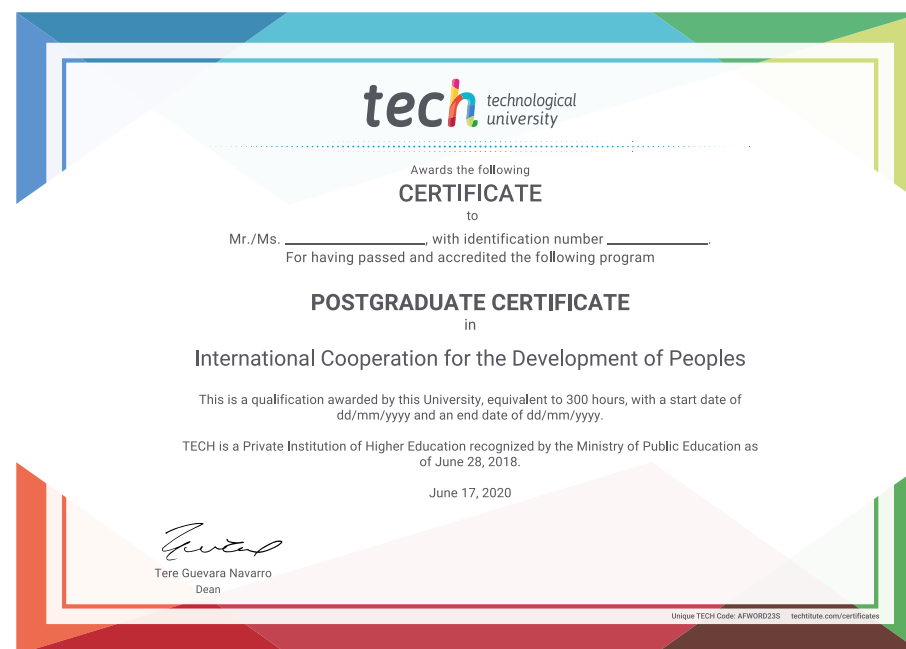 tech technological
university
Awards the following
CERTIFICATE
to
Mr./Ms. ____________, with identification number ____________.
For having passed and accredited the following program
POSTGRADUATE CERTIFICATE
in
International Cooperation for the Development of Peoples
This is a qualification awarded by this University, equivalent to 300 hours, with a start date of
dd/mm/yyyy and an end date of dd/mm/yyyy.
TECH is a Private Institution of Higher Education recognized by the Ministry of Public Education as
of June 28, 2018.
June 17, 2020
Tere Guevara Navarro
Dean
Unique TECH Code: AFWORD23S techtitute.com/certificates